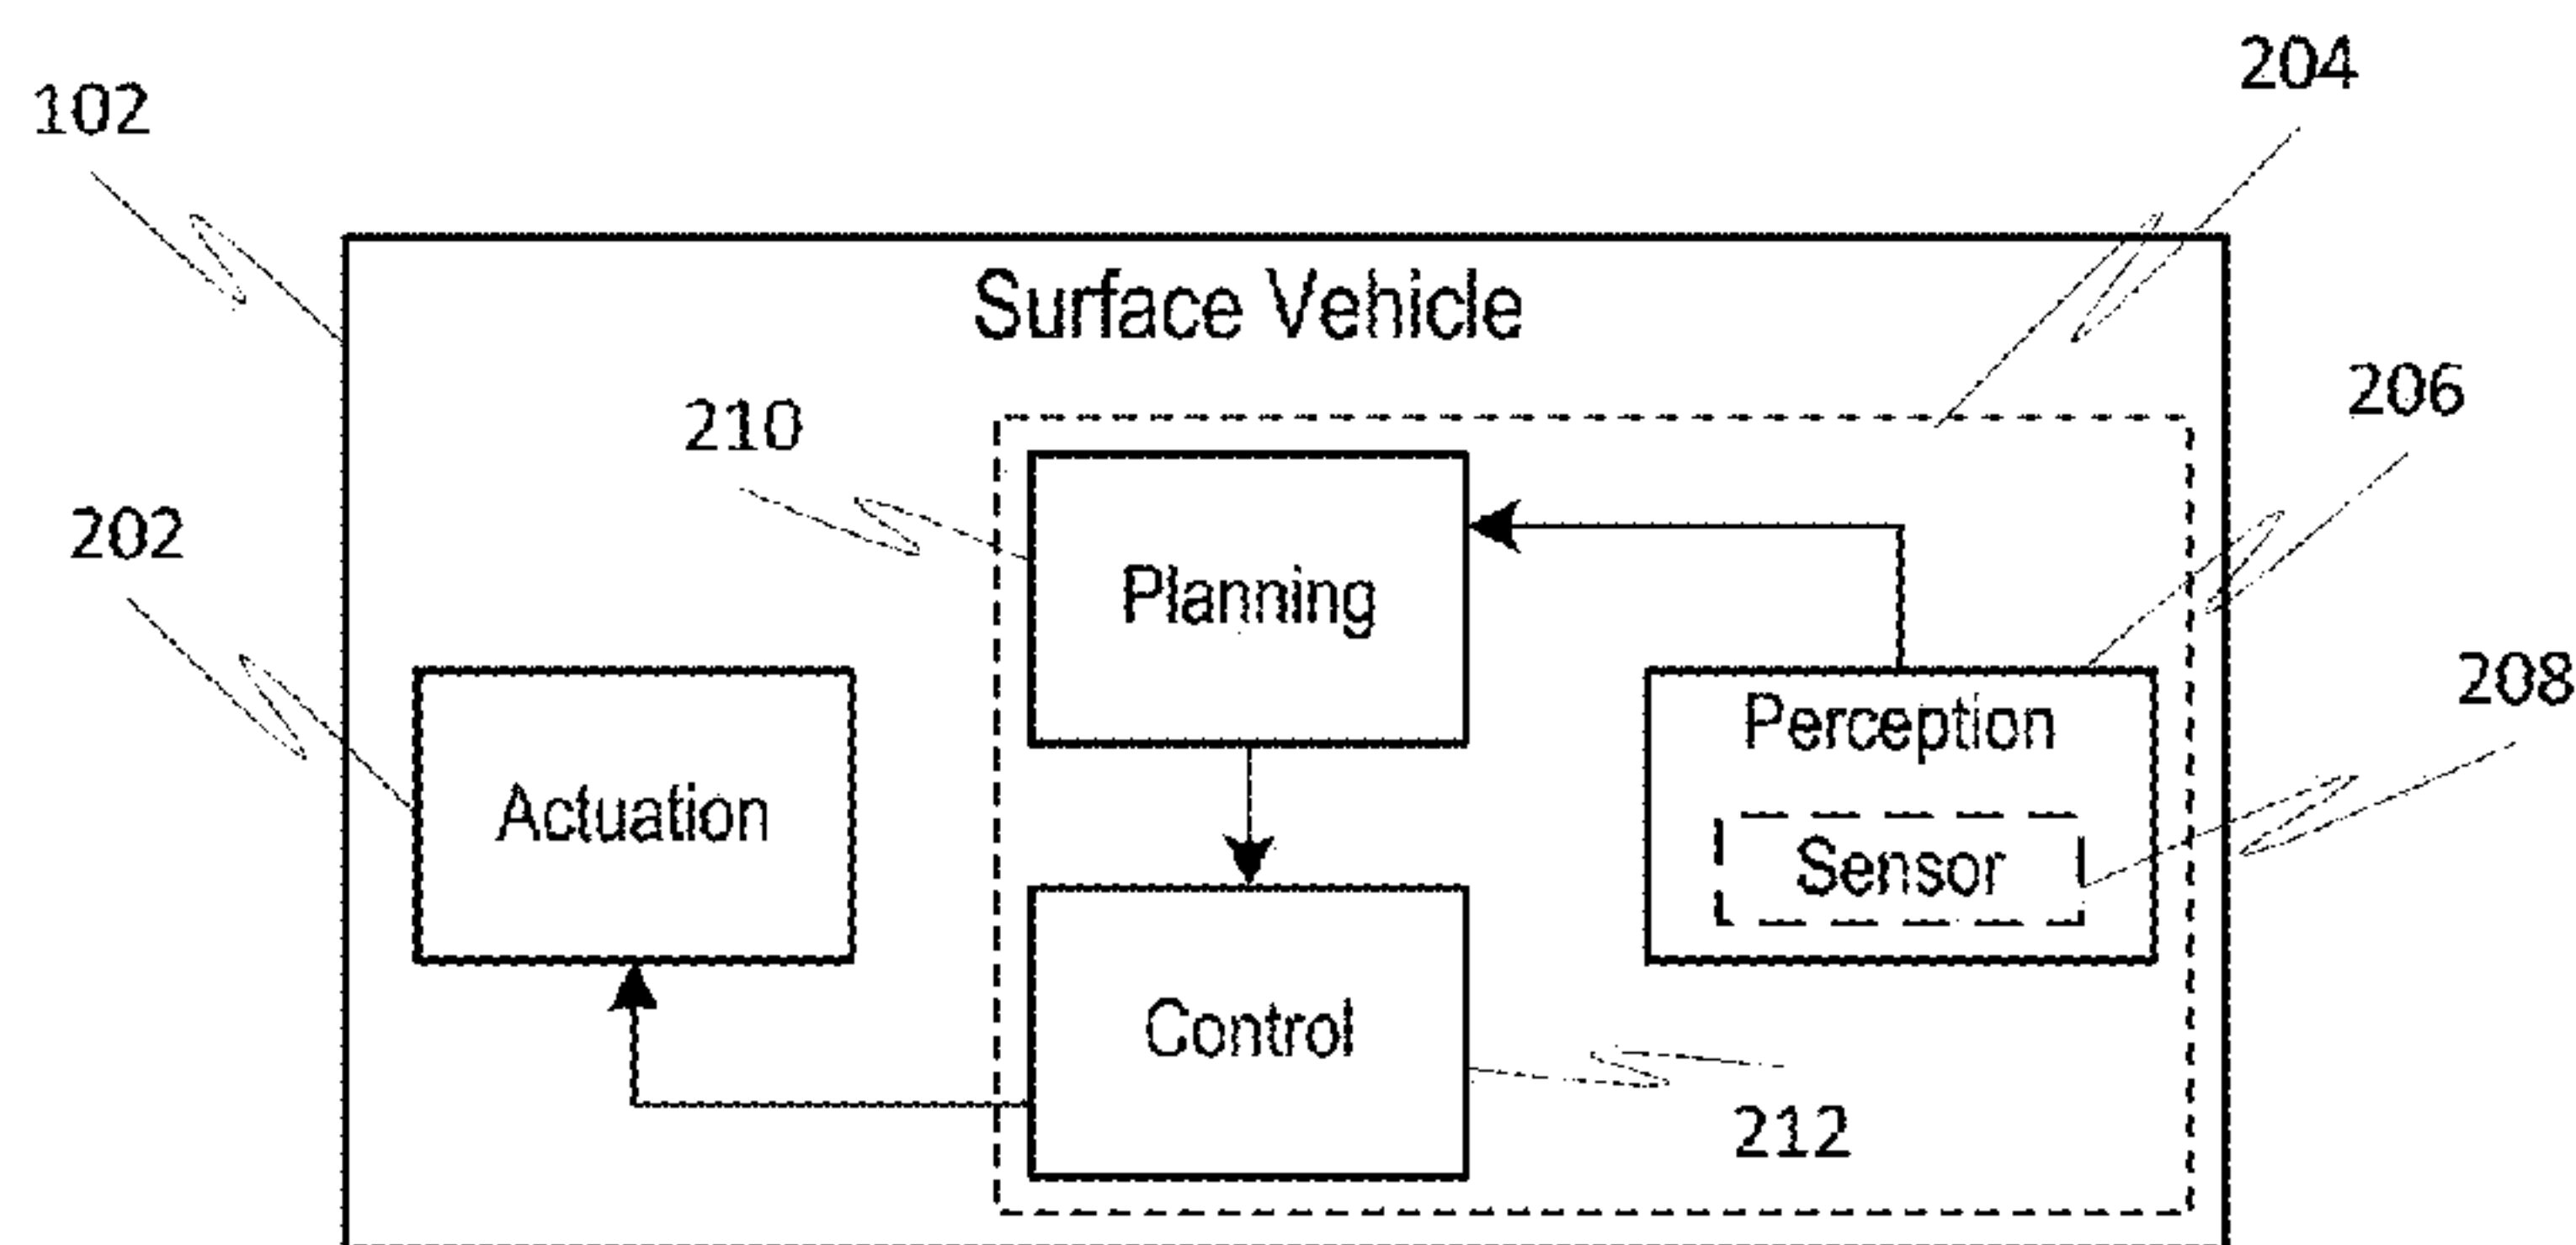 204
102
Surface Vehicle
206
210
202
Planning
208
Perception
Actuation
Sensor
Control
212